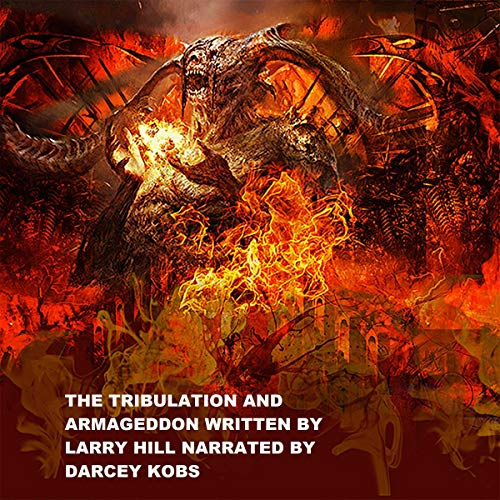 THE TRIBULATION AND
ARMAGEDDON WRITTEN BY
LARRY HILL NARRATED BY
DARCEY KOBS